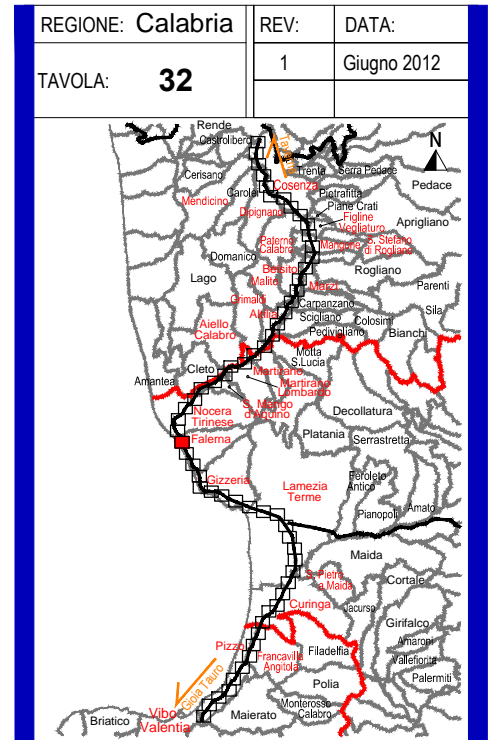 REGIONE: Calabria
REV:
DATA:
TAVOLA: 32
1
Giugno 2012
Rende
Castrolibero
N
Cerisano
Trenta
Serra Pedace
Cosenza
Pedace
Carolei
Pietrafitta
Mendicino
Piane Crati
Dipignano
Figline
Vegliaturo
Aprigliano
Paterno
Calabro
Mangone
S. Stefano
di Rogliano
Domanico
Belsito
Rogliano
Lago
Malito
Marzi
Parenti
Grimaldi
Carpanzano
Altilia
Scigliano
Colosimi
Sila
Aiello
Calabro
Pedivigliano
Bianchi
Motta
S.Lucia
Cleto
Martirano
Amantea
Martirano
Lombardo
S. Mango
d'Aquino
Nocera
Tirinese
Decollatura
Platania
Falerna
Serrastretta
Gizzeria
Lamezia
Terme
Feroleto
Antico
Pianopoli
Amato
Maida
S. Pietro
a Maida
Cortale
Curinga
Jacurso
Girifalco
Pizzo
Amaroni
Francavilla
Angitola
Filadelfia
Vallefiorita
Gioia Tauro
Polia
Palermiti
Vibo
Valentia
Monterosso
Calabro
Briatico
Maierato